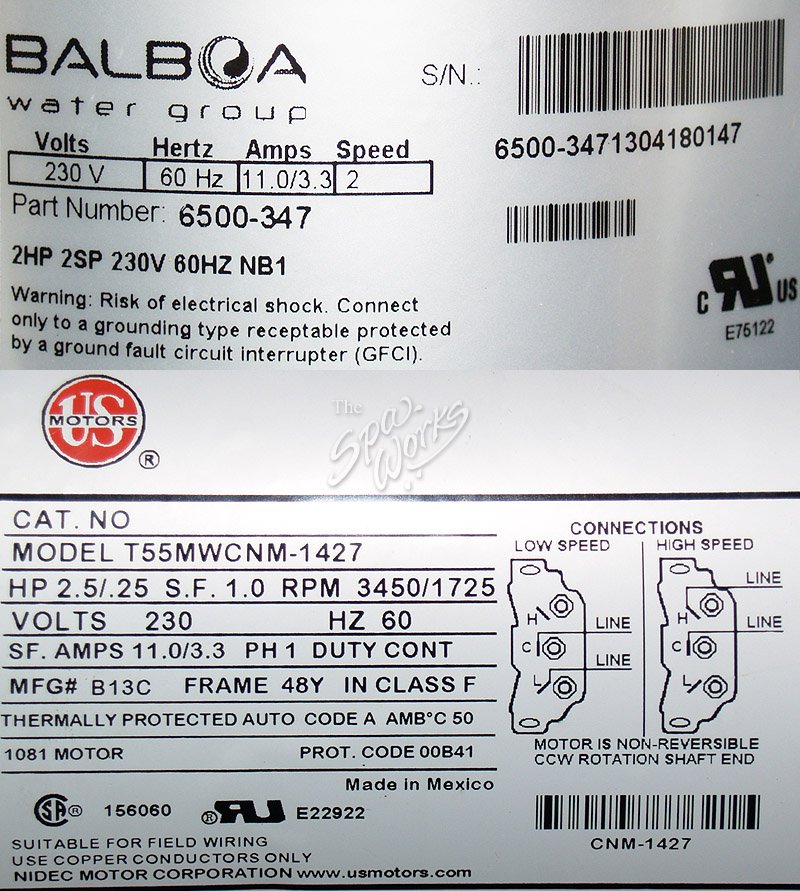 BALBOA
water group
S/N.:
Volts Hertz Amps Speed
230 V 60 Hz 11.0/3.3 2
6500-3471304180147
Part Number: 6500-347
2HP 2SP 230V 60HZ NB1
Warning: Risk of electrical shock. Connect
only to a grounding type receptable protected
by a ground fault circuit interrupter (GFCI).
c RU US
E75122
US
MOTORS
®
The
Spa
Works
CAT. NO
MODEL T55MWCNM-1427
HP 2.5/.25 S.F. 1.0 RPM 3450/1725
VOLTS 230 HZ 60
SF. AMPS 11.0/3.3 PH 1 DUTY CONT
MFG# B13C FRAME 48Y IN CLASS F
THERMALLY PROTECTED AUTO CODE A AMB°C 50
1081 MOTOR PROT. CODE 00B41
Made in Mexico
SA ® 156060 ® RU E22922
SUITABLE FOR FIELD WIRING
USE COPPER CONDUCTORS ONLY
NIDEC MOTOR CORPORATION www.usmotors.com
CONNECTIONS
LOW SPEED HIGH SPEED
H
C LINE
L LINE
H LINE
C LINE
L
MOTOR IS NON-REVERSIBLE
CCW ROTATION SHAFT END
CNM-1427